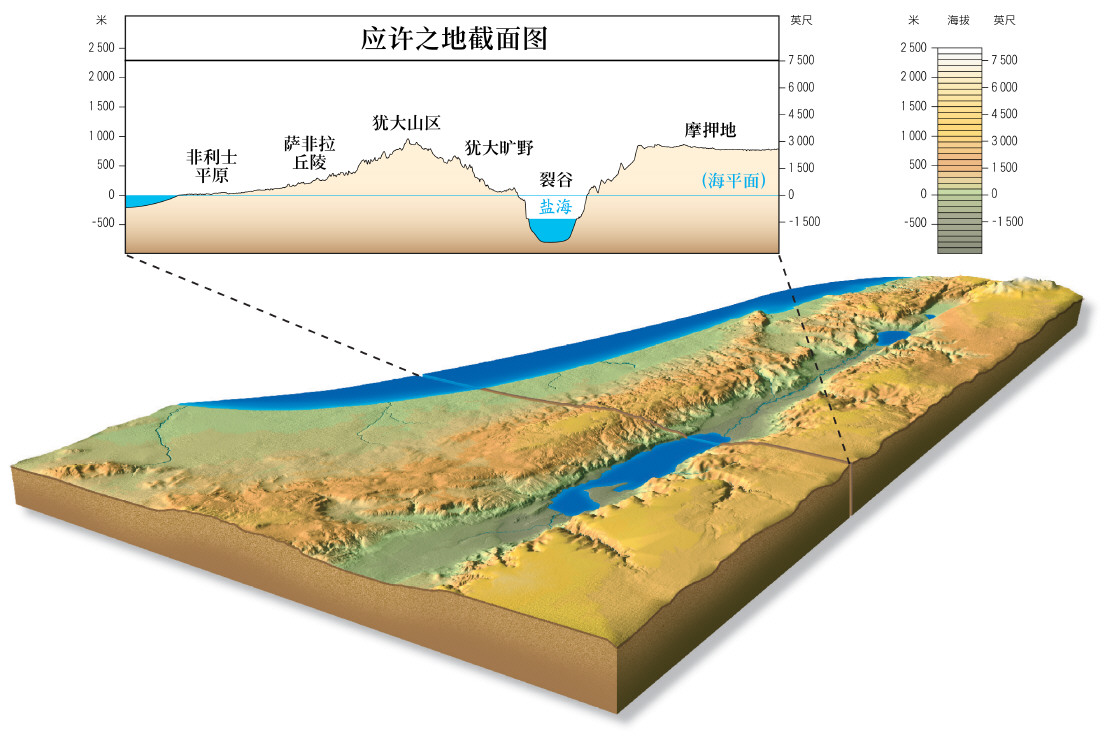 应许之地截面图
米
2 500
2 000
1 500
1 000
500
0
-500
英尺
7 500
6 000
4 500
3 000
1 500
0
-1 500
非利士
平原
萨非拉
丘陵
犹大山区
犹大旷野
裂谷
盐海
摩押地
(海平面)
米 海拔 英尺
2 500
2 000
1 500
1 000
500
0
-500
7 500
6 000
4 500
3 000
1 500
0
-1 500